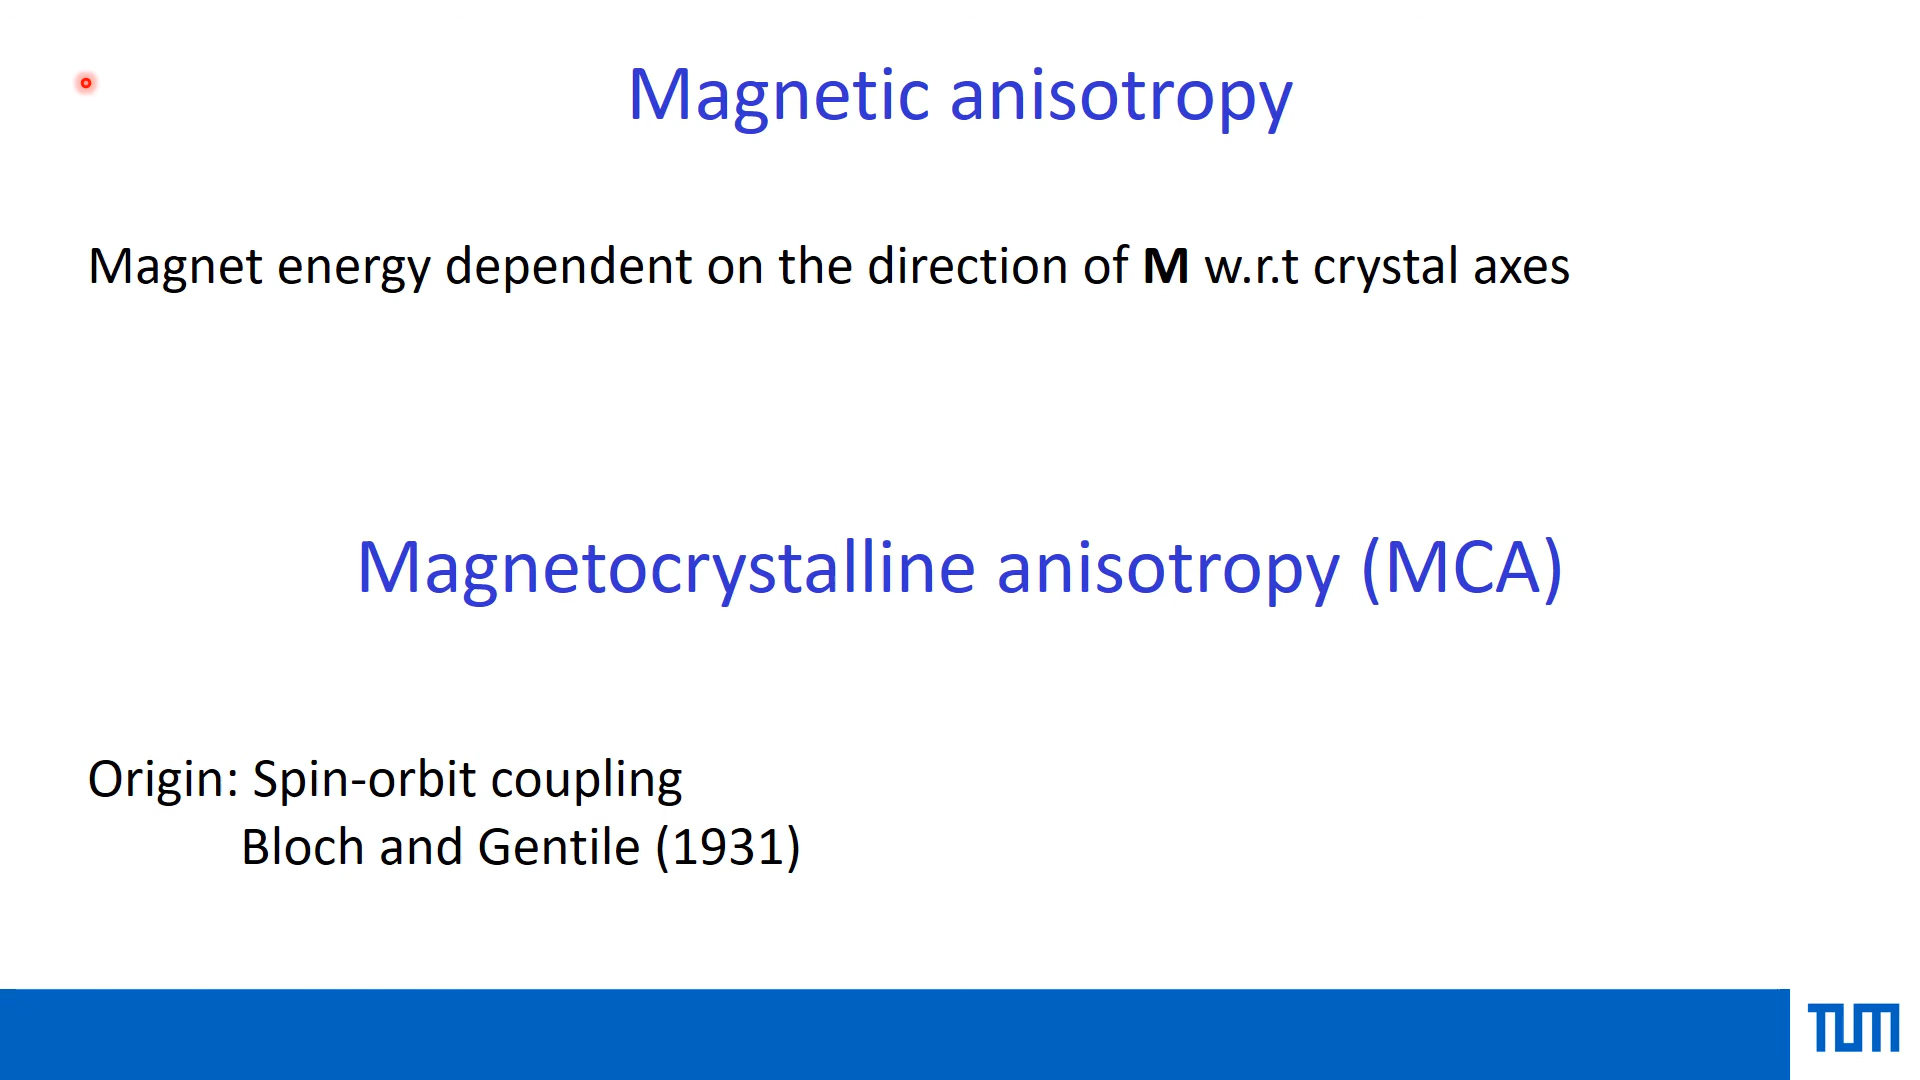 Magnetic anisotropy
Magnet energy dependent on the direction of M w.r.t crystal axes
Magnetocrystalline anisotropy (MCA)
Origin: Spin-orbit coupling
Bloch and Gentile (1931)
TUM